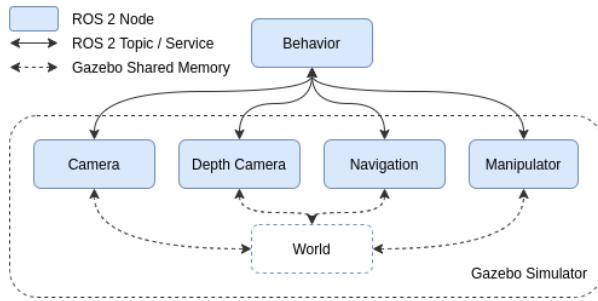 ROS 2 Node
ROS 2 Topic / Service
Gazebo Shared Memory
Behavior
Camera
Depth Camera
Navigation
Manipulator
World
Gazebo Simulator